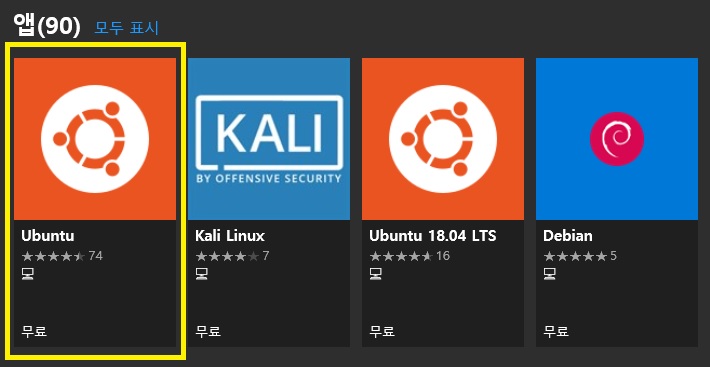 앱(90) 모두 표시
KALI
BY OFFENSIVE SECURITY
Ubuntu
74
무료
Kali Linux
7
무료
Ubuntu 18.04 LTS
16
무료
Debian
5
무료